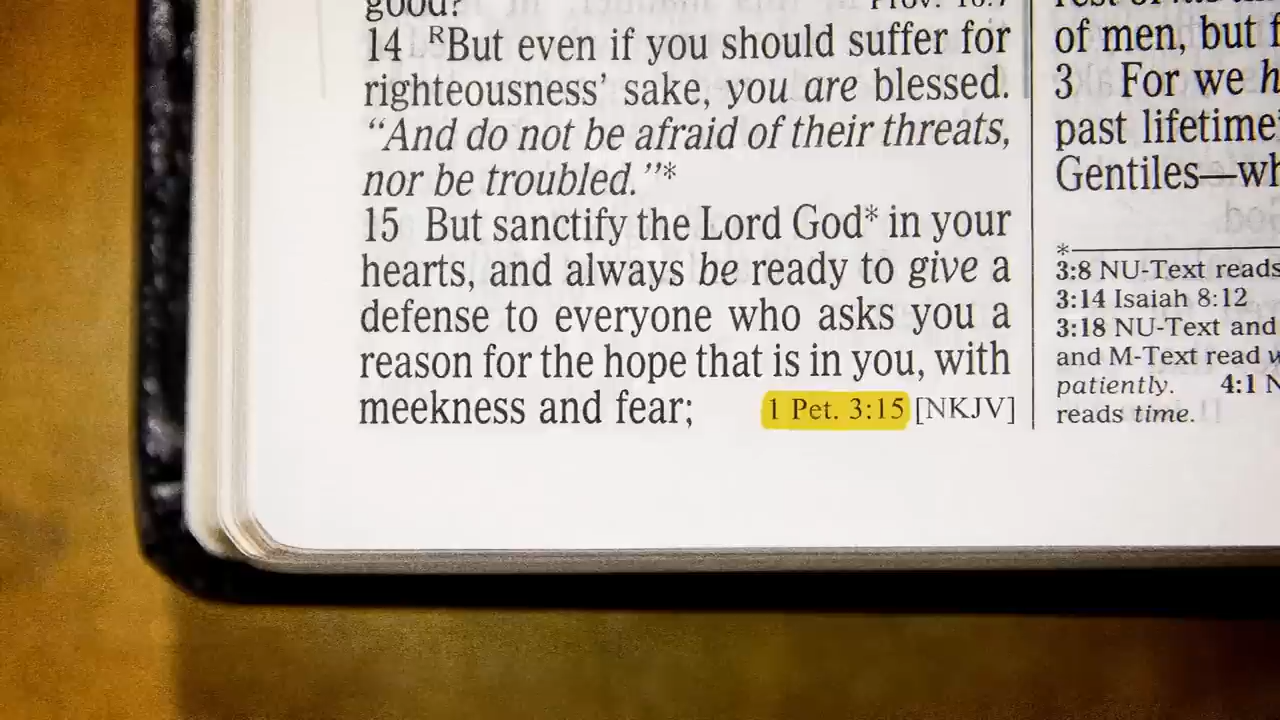 good?
14 RBut even if you should suffer for
righteousness’ sake, you are blessed.
“And do not be afraid of their threats,
nor be troubled.”*
15 But sanctify the Lord God* in your
hearts, and always be ready to give a
defense to everyone who asks you a
reason for the hope that is in you, with
meekness and fear;
1 Pet. 3:15 [NKJV]
of men, but f
3 For we h
past lifetime
Gentiles—wh
*
3:8 NU-Text reads
3:14 Isaiah 8:12
3:18 NU-Text and
and M-Text read
patiently. 4:1 N
reads time.